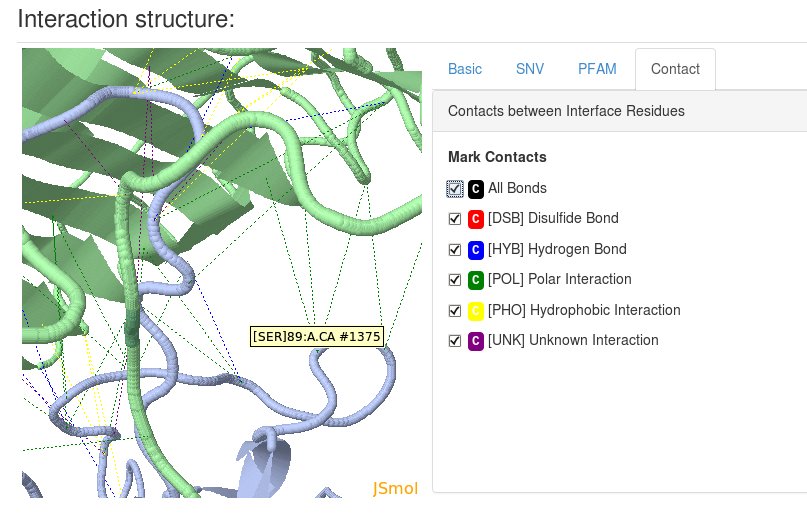 Interaction structure:
Basic SNV PFAM Contact
Contacts between Interface Residues
Mark Contacts
C All Bonds
C [DSB] Disulfide Bond
C [HYB] Hydrogen Bond
C [POL] Polar Interaction
C [PHO] Hydrophobic Interaction
C [UNK] Unknown Interaction
[SER]89:A.CA #1375
JSmol